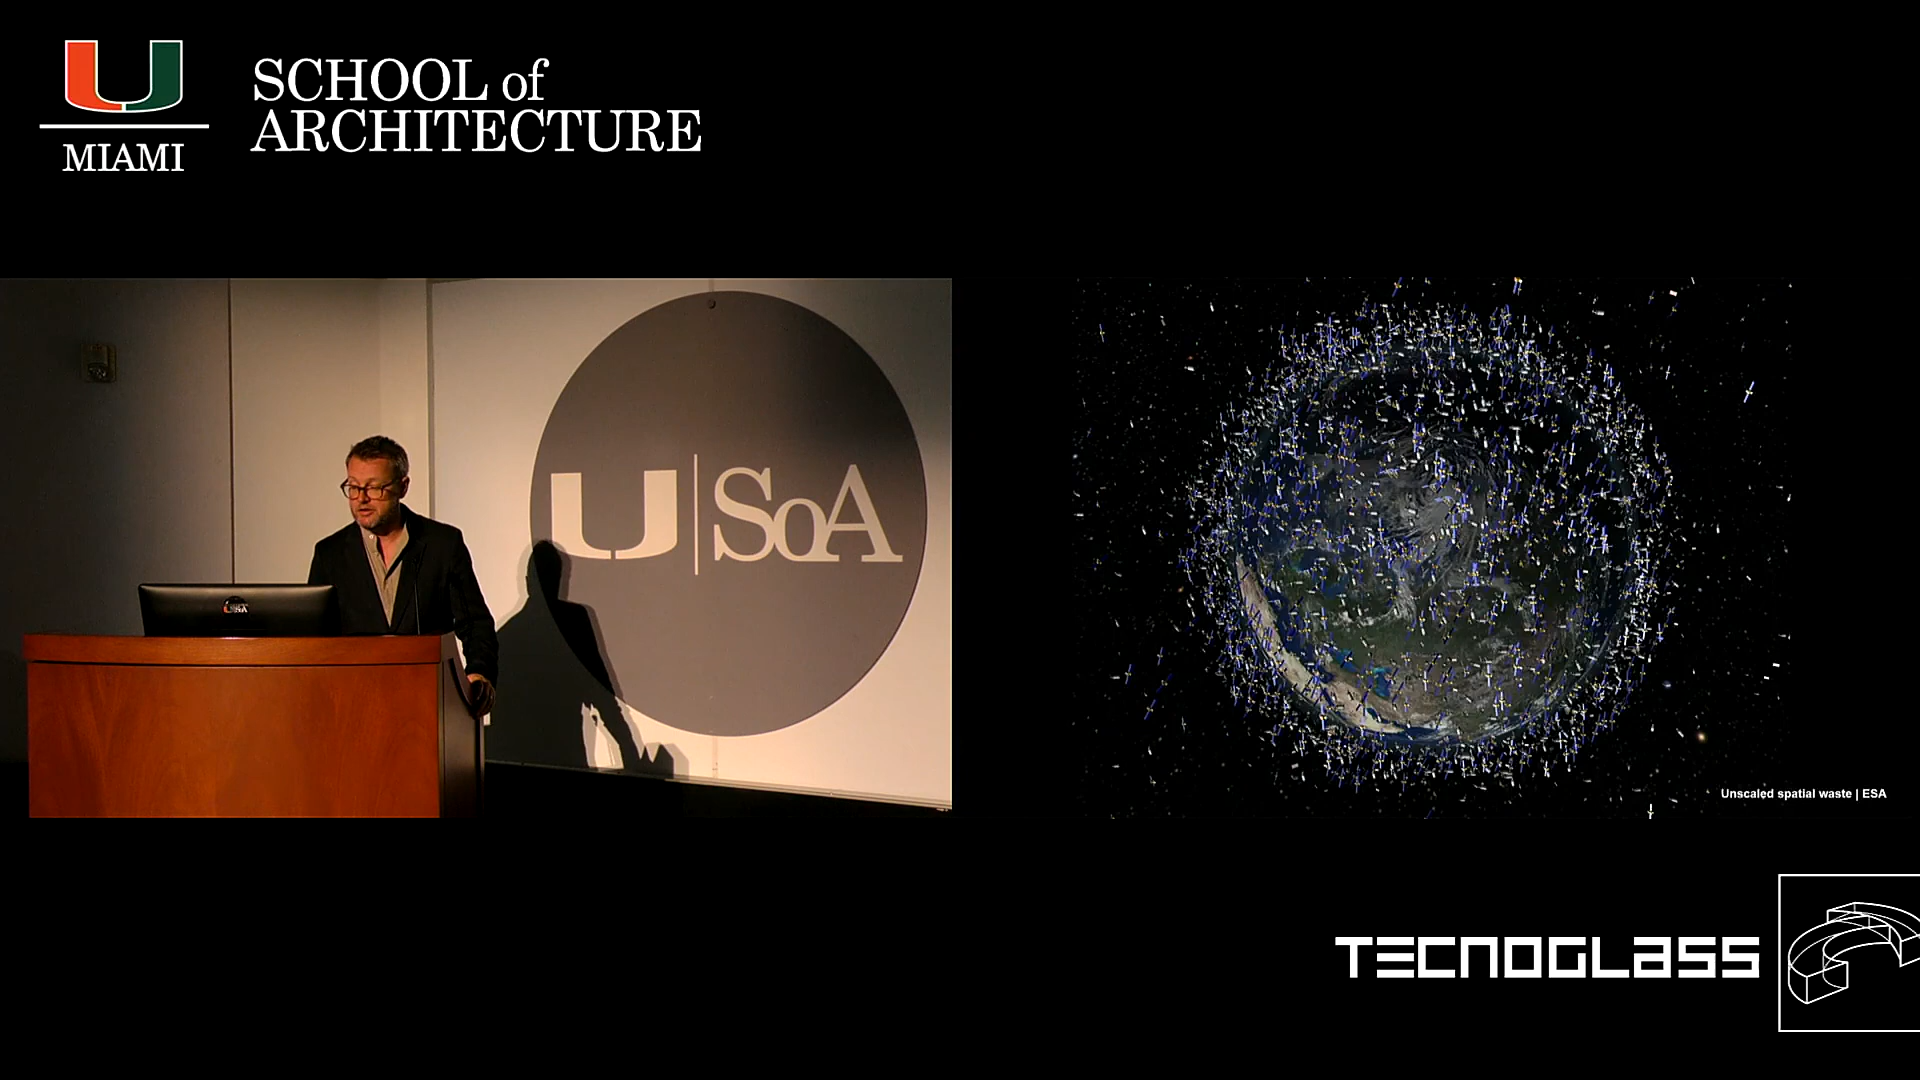 U
MIAMI
SCHOOL of
ARCHITECTURE
U | SoA
Unscaled spatial waste | ESA
TECNOGLASS